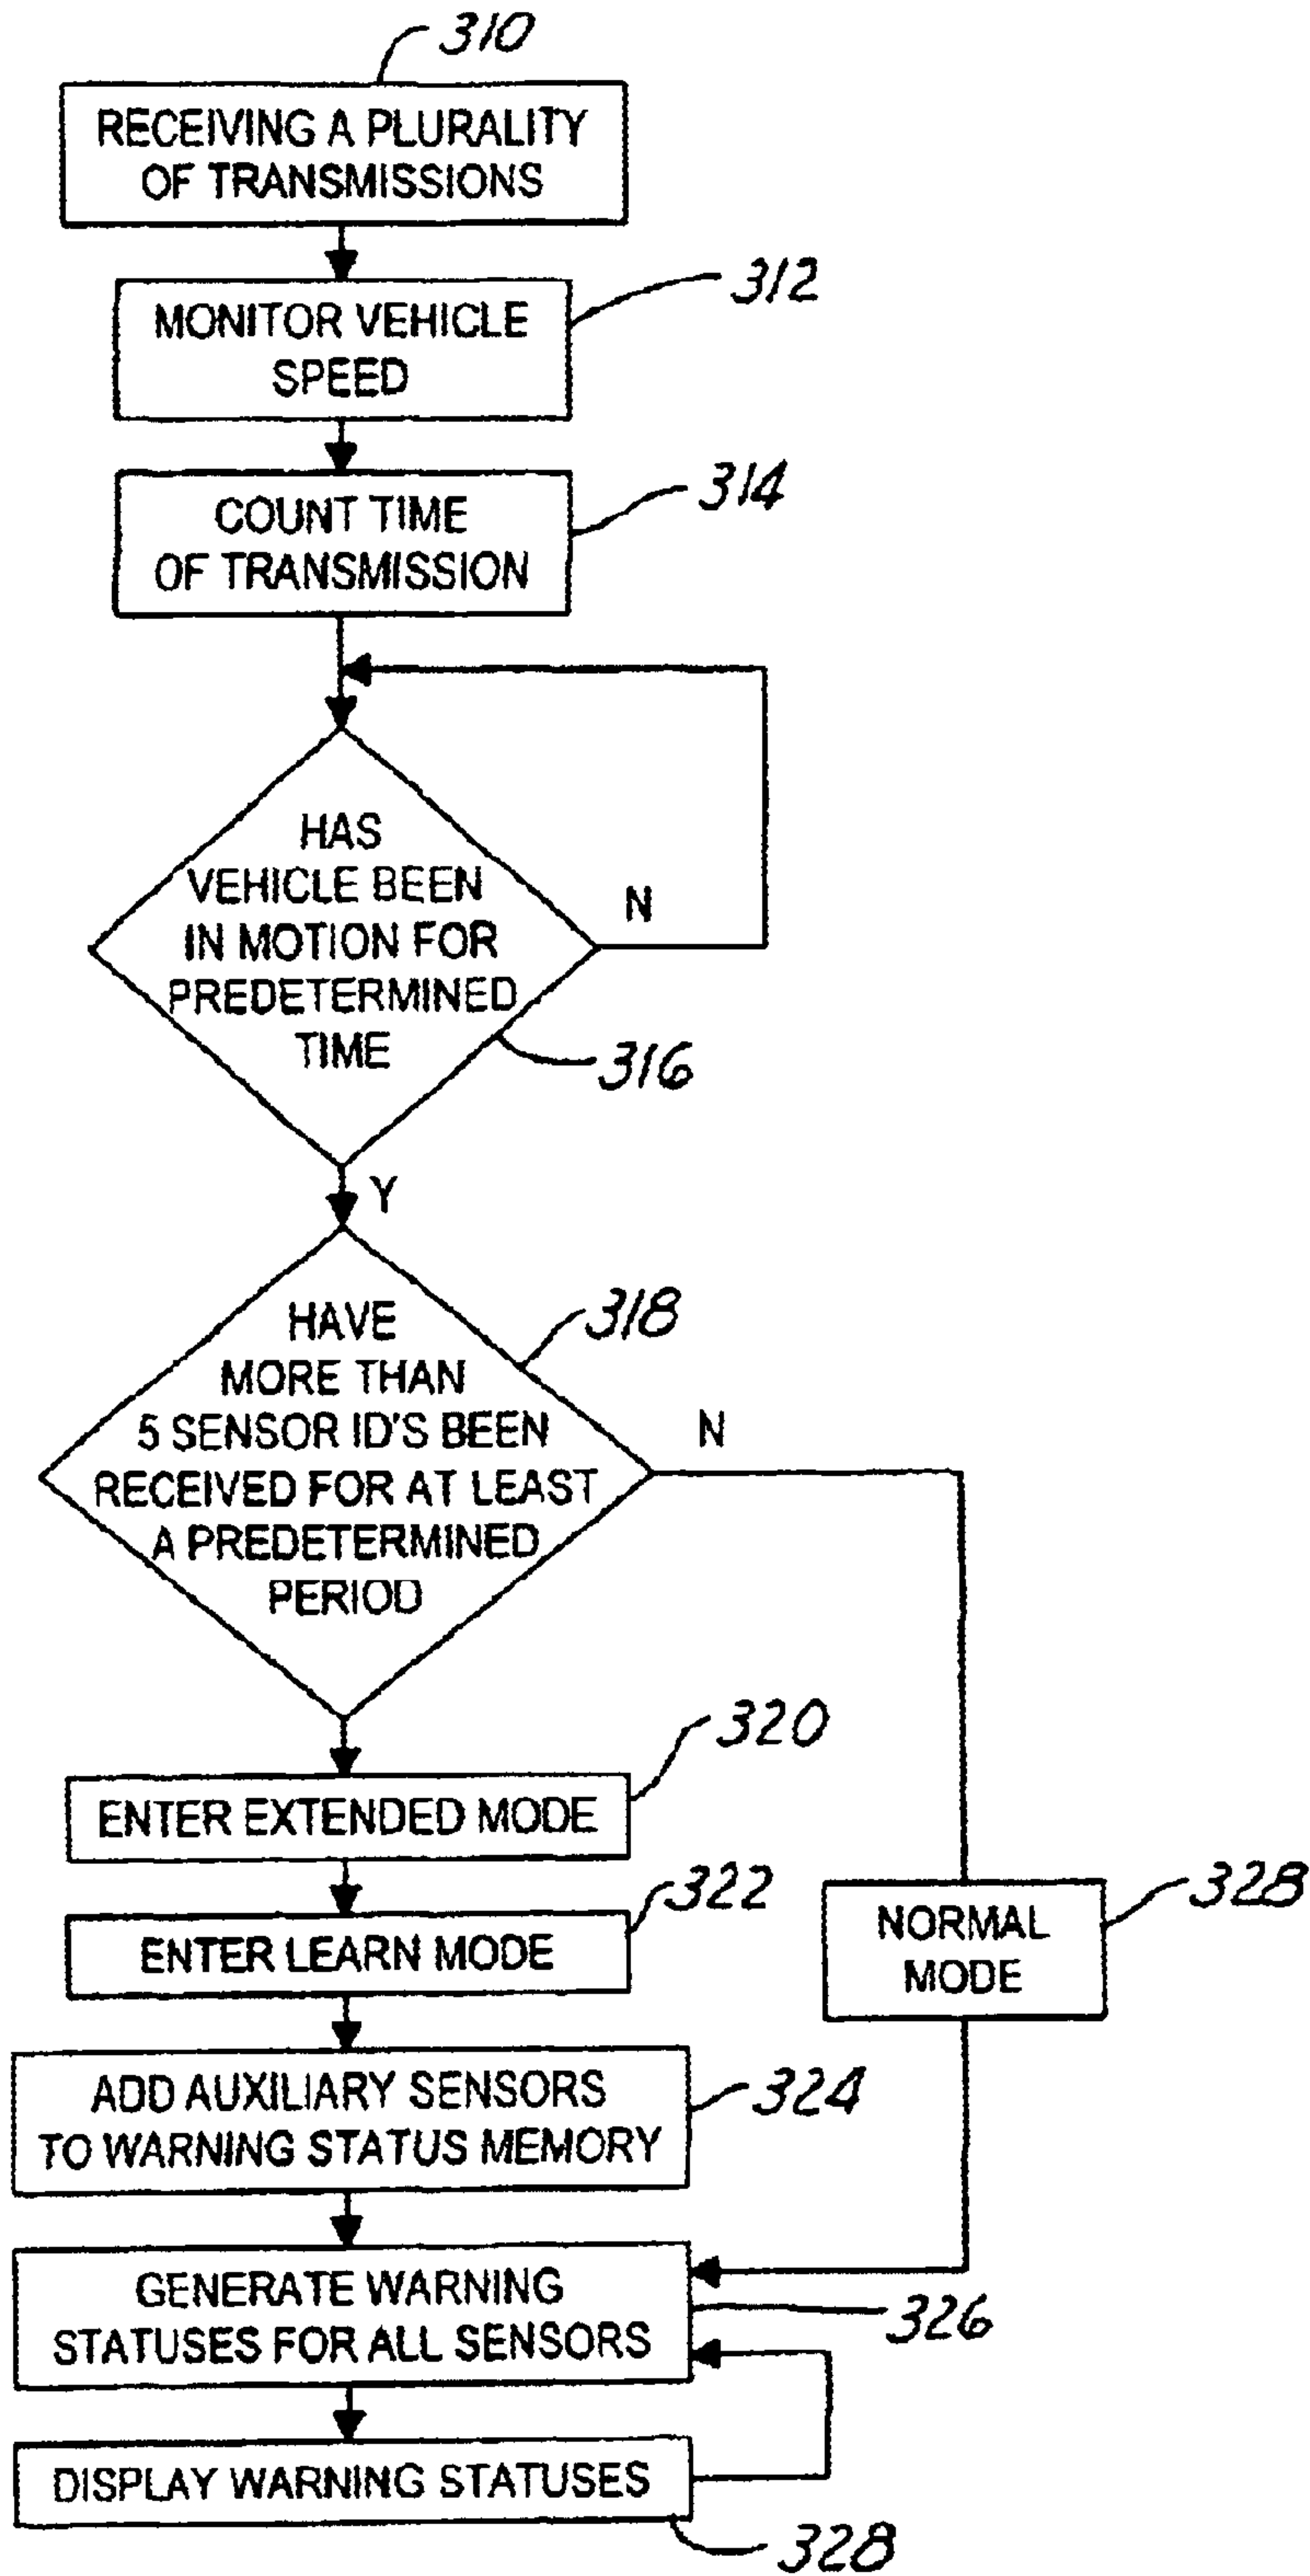 310
RECEIVING A PLURALITY
OF TRANSMISSIONS
312
MONITOR VEHICLE
SPEED
314
COUNT TIME
OF TRANSMISSION
HAS
VEHICLE BEEN
IN MOTION FOR
PREDETERMINED
TIME
N
316
Y
HAVE
MORE THAN
5 SENSOR ID'S BEEN
RECEIVED FOR AT LEAST
A PREDETERMINED
PERIOD
318
N
320
ENTER EXTENDED MODE
322
ENTER LEARN MODE
328
NORMAL
MODE
324
ADD AUXILIARY SENSORS
TO WARNING STATUS MEMORY
GENERATE WARNING
STATUSES FOR ALL SENSORS
326
DISPLAY WARNING STATUSES
328